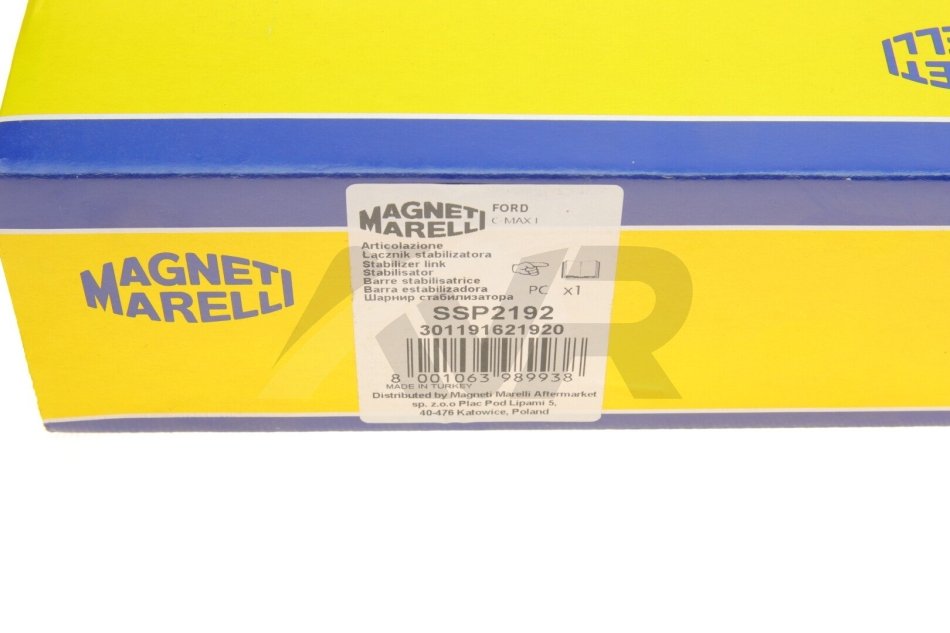 MAGNETI
MARELLI
MAGNETI
MARELLI
MAGNETI
MARELLI
FORD
C-MAX I
Articolazione
Łącznik stabilizatora
Stabilizer link
Stabilisator
Barre stabilisatrice
Barra estabilizadora
Шарнир стабилизатора
PC x1
SSP2192
301191621920
8 001063 989938
MADE IN TURKEY
Distributed by Magneti Marelli Aftermarket
sp. z.o.o Plac Pod Lipami 5,
40-476 Katowice, Poland